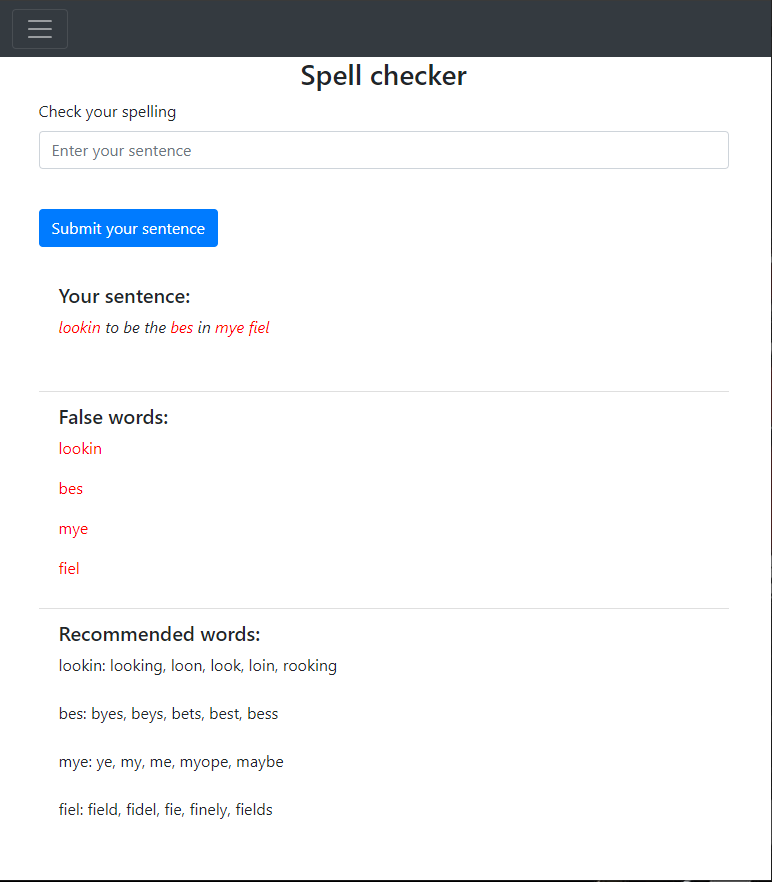 Spell checker
Check your spelling
Enter your sentence
Submit your sentence
Your sentence:
lookin to be the bes in mye fiel
False words:
lookin
bes
mye
fiel
Recommended words:
lookin: looking, loon, look, loin, rooking
bes: byes, beys, bets, best, bess
mye: ye, my, me, myope, maybe
fiel: field, fidel, fie, finely, fields